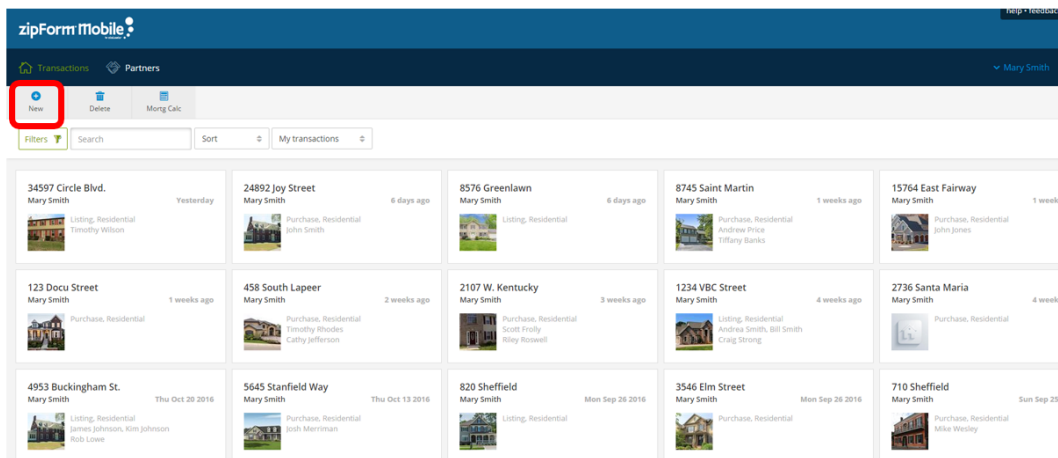 help • feedbac
zipForm Mobile
Transactions Partners Mary Smith
New Delete Mortg Calc
Filters Search Sort My transactions
34597 Circle Blvd.
Mary Smith Yesterday
Listing, Residential
Timothy Wilson
24892 Joy Street
Mary Smith 6 days ago
Purchase, Residential
John Smith
8576 Greenlawn
Mary Smith 6 days ago
Listing, Residential
8745 Saint Martin
Mary Smith 1 weeks ago
Purchase, Residential
Andrew Price
Tiffany Banks
15764 East Fairway
Mary Smith 1 week
Purchase, Residential
John Jones
123 Docu Street
Mary Smith 1 weeks ago
Purchase, Residential
458 South Lapeer
Mary Smith 2 weeks ago
Purchase, Residential
Timothy Rhodes
Cathy Jefferson
2107 W. Kentucky
Mary Smith 3 weeks ago
Purchase, Residential
Scott Frolly
Riley Roswell
1234 VBC Street
Mary Smith 4 weeks ago
Listing, Residential
Andrea Smith, Bill Smith
Craig Strong
2736 Santa Maria
Mary Smith 4 week
Purchase, Residential
4953 Buckingham St.
Mary Smith Thu Oct 20 2016
Listing, Residential
James Johnson, Kim Johnson
Rob Lowe
5645 Stanfield Way
Mary Smith Thu Oct 13 2016
Purchase, Residential
Josh Merriman
820 Sheffield
Mary Smith Mon Sep 26 2016
Listing, Residential
3546 Elm Street
Mary Smith Mon Sep 26 2016
Purchase, Residential
710 Sheffield
Mary Smith Sun Sep 25
Purchase, Residential
Mike Wesley